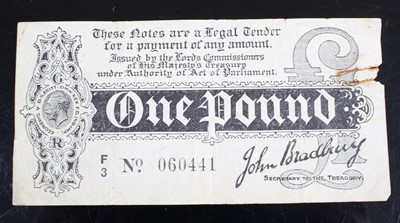 These Notes are a Legal Tender
for a payment of any amount.
Issued by the Lords Commissioners
of His Majesty's Treasury
under Authority of Act of Parliament.
G
One Pound
R
F
3
No. 060441
John Bradbury
Secretary to the Treasury.